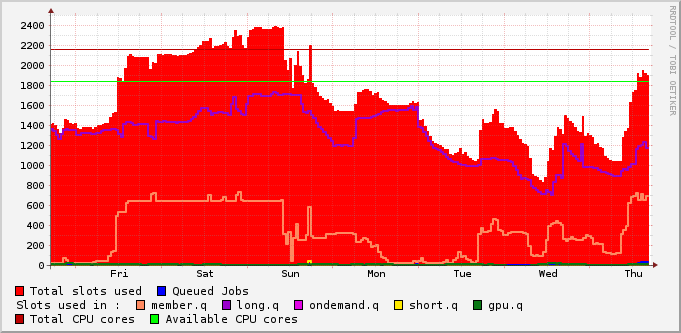 2400
2200
2000
1800
1600
1400
1200
1000
800
600
400
200
0
Fri Sat Sun Mon Tue Wed Thu
RRDTOOL / TOBI OETIKER
Total slots used Queued Jobs
Slots used in : member.q long.q ondemand.q short.q gpu.q
Total CPU cores Available CPU cores